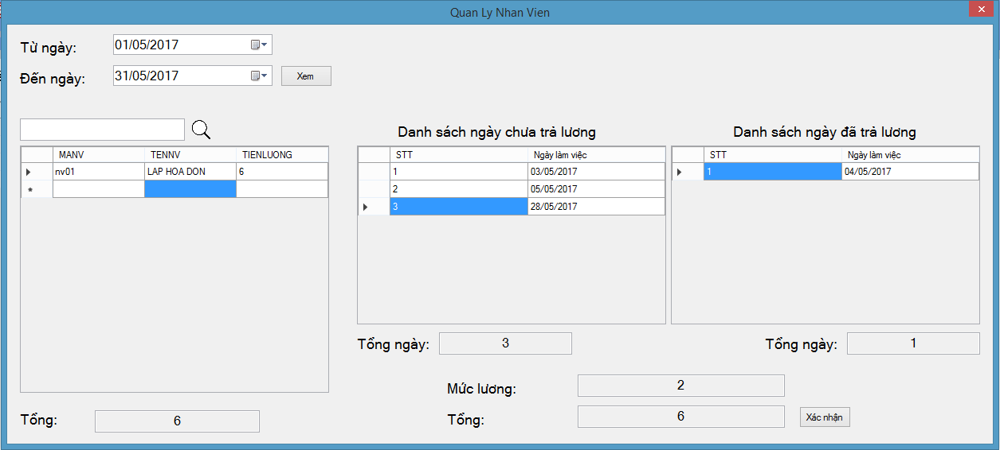 Quan Ly Nhan Vien
Từ ngày: 01/05/2017
Đến ngày: 31/05/2017 Xem
Danh sách ngày chưa trả lương
Danh sách ngày đã trả lương
MANV TENNV TIENLUONG
nv01 LAP HOA DON 6
STT Ngày làm việc
1 03/05/2017
2 05/05/2017
3 28/05/2017
STT Ngày làm việc
1 04/05/2017
Tổng ngày: 3
Tổng ngày: 1
Mức lương: 2
Tổng: 6
Tổng: 6 Xác nhận